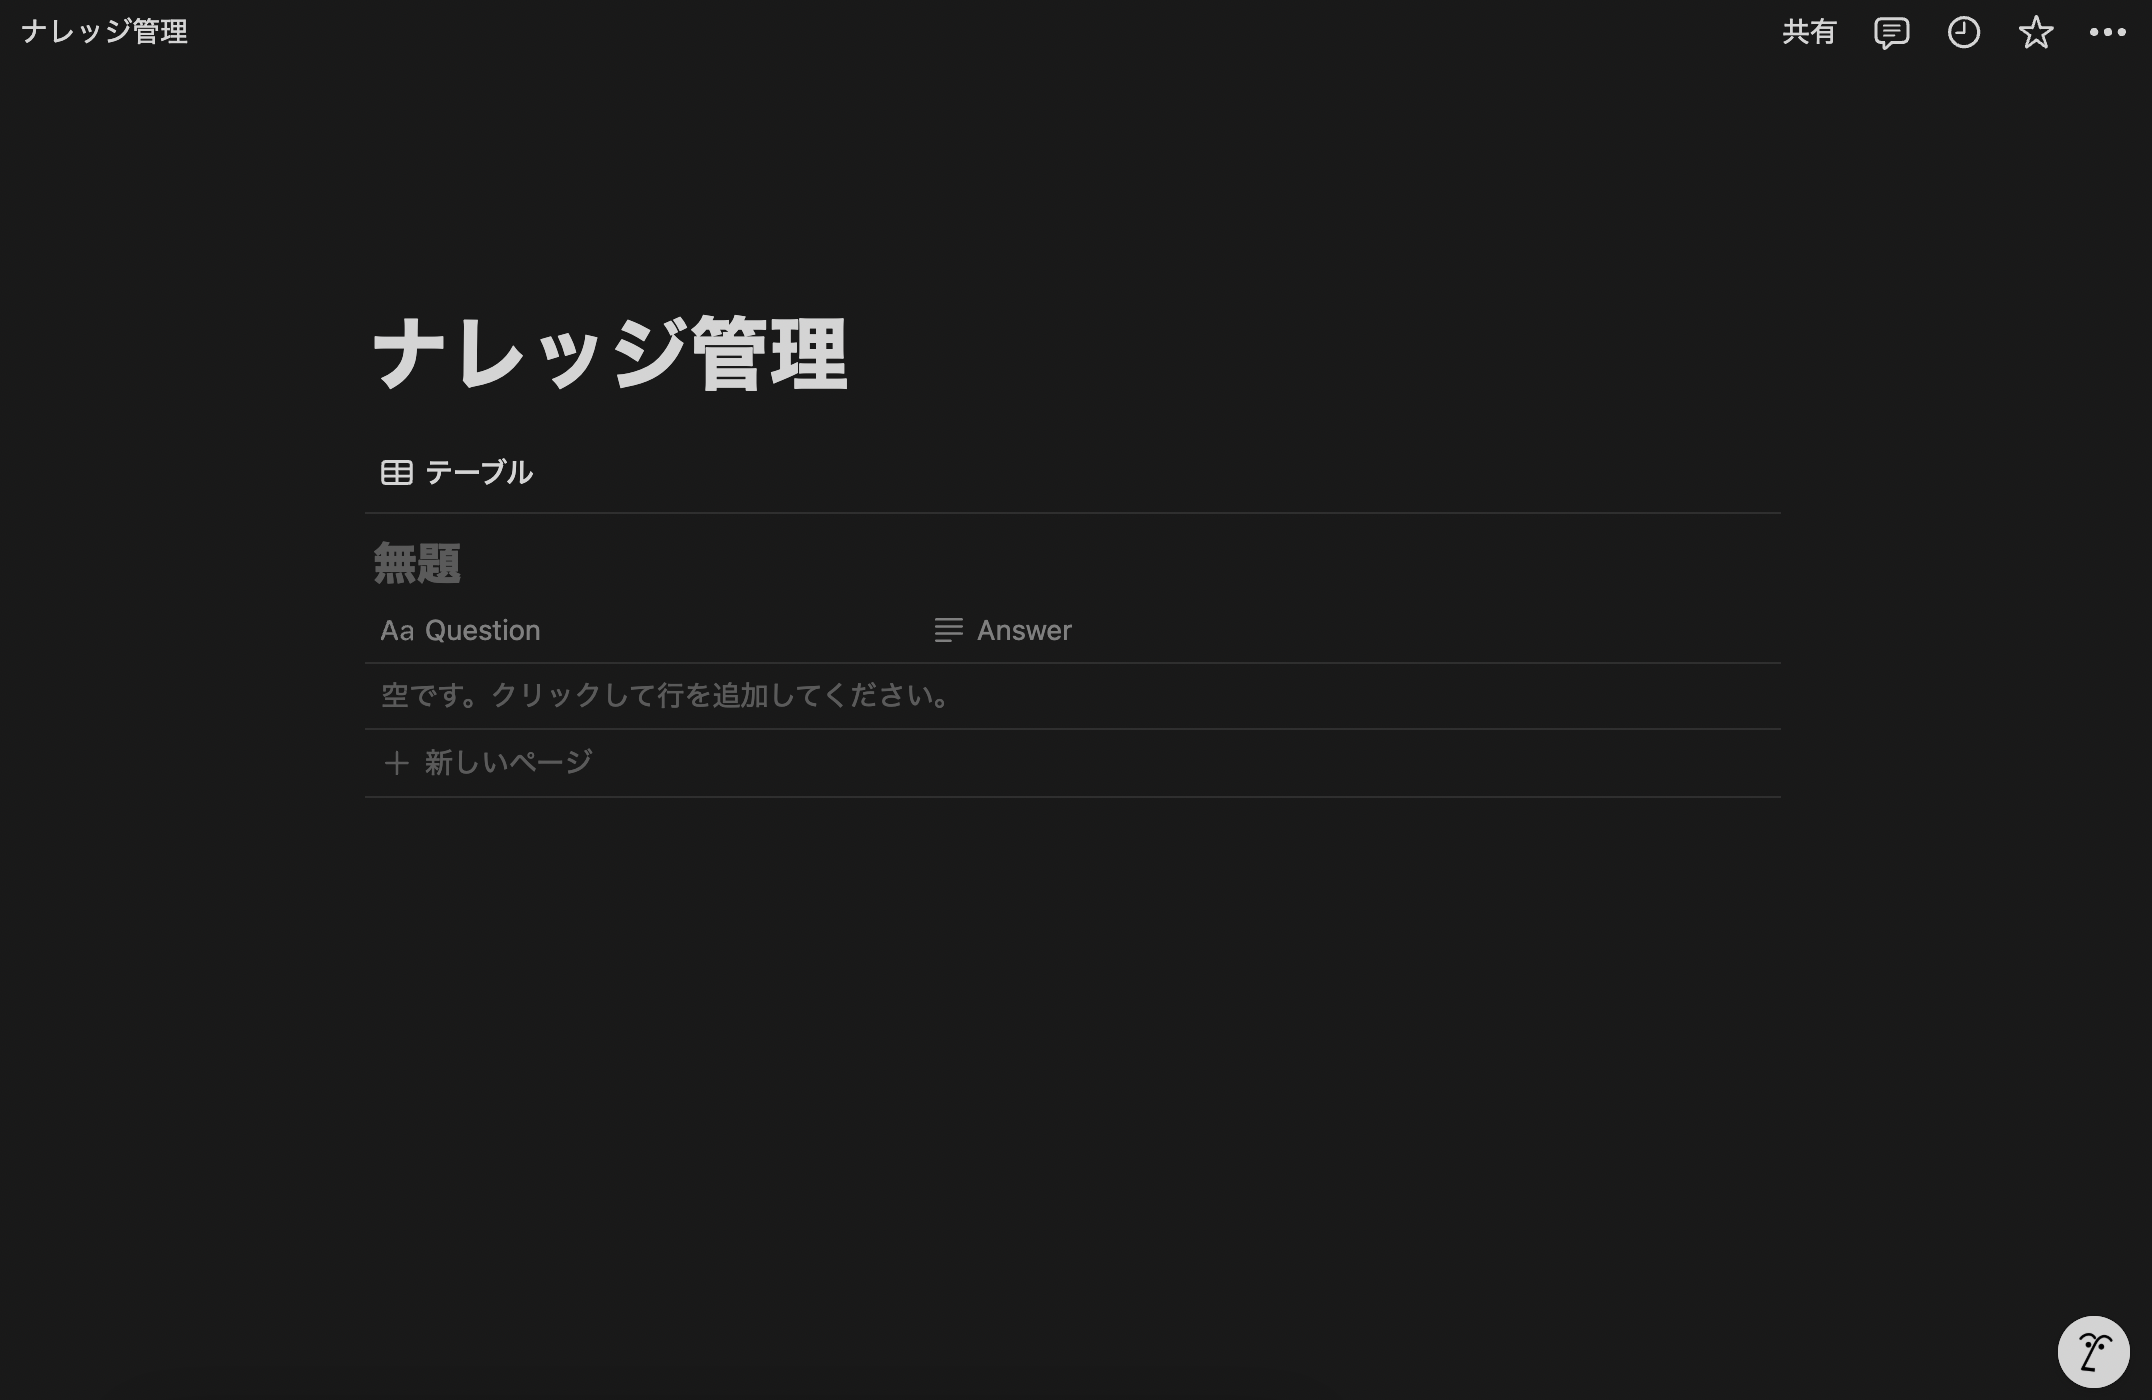 ナレッジ管理
共有
ナレッジ管理
テーブル
無題
Aa Question
Answer
空です。クリックして行を追加してください。
+ 新しいページ